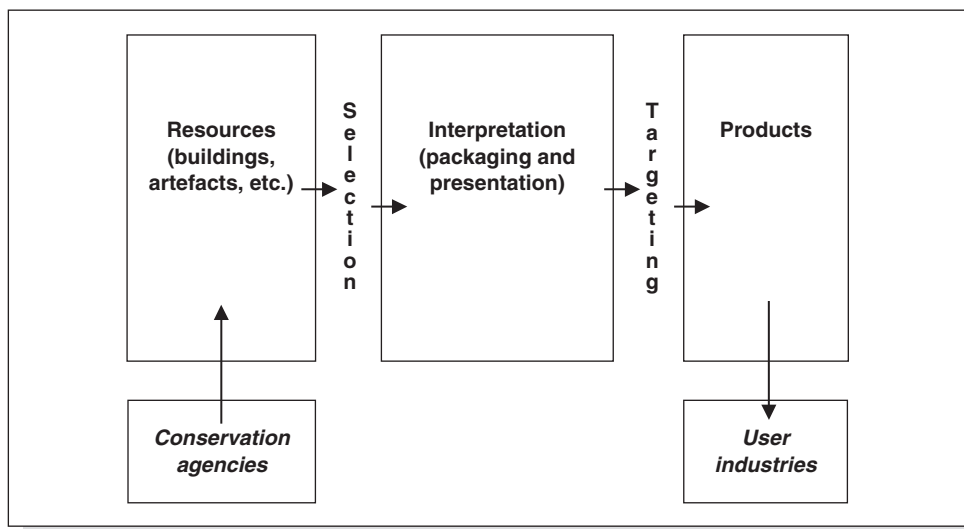 Resources
(buildings,
artefacts, etc.)
Selection
Interpretation
(packaging and
presentation)
Targeting
Products
Conservation
agencies
User
industries